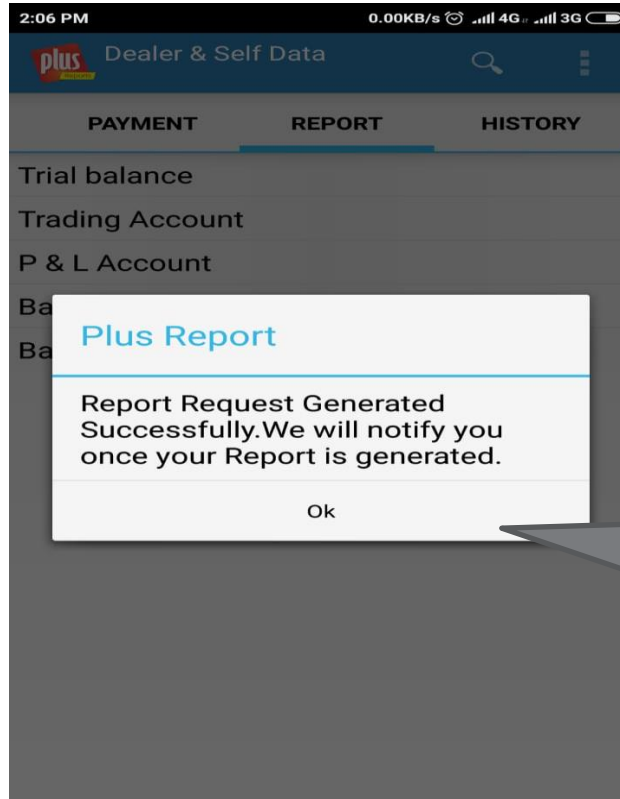 2:06 PM 0.00KB/s 4G 3G
plus Reports Dealer & Self Data
PAYMENT REPORT HISTORY
Trial balance
Trading Account
P & L Account
Ba
Ba
Plus Report
Report Request Generated
Successfully.We will notify you
once your Report is generated.
Ok